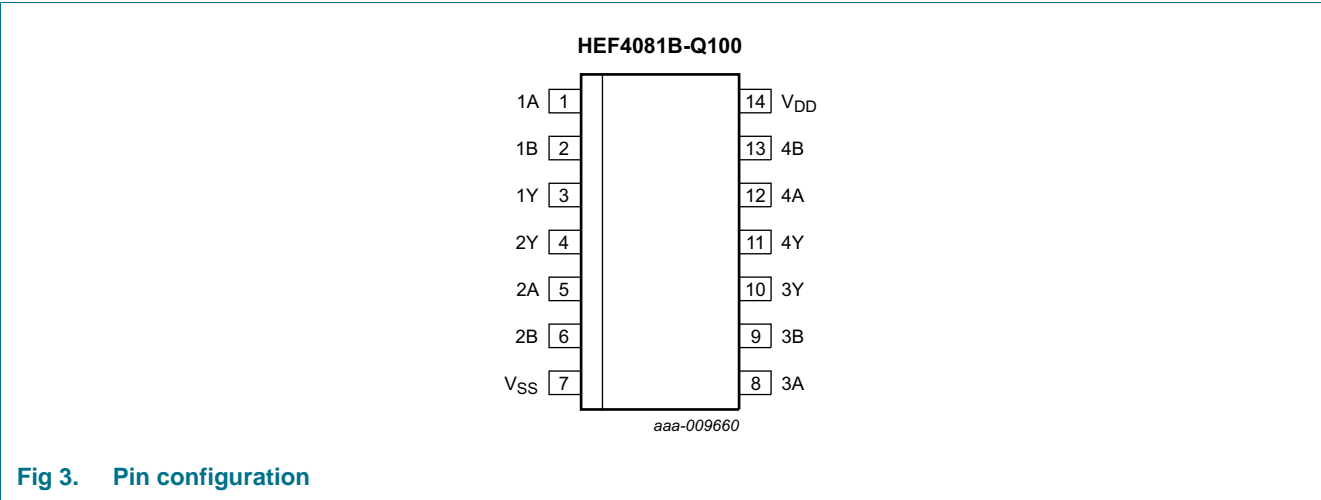 HEF4081B-Q100
1A 1 14 VDD
1B 2 13 4B
1Y 3 12 4A
2Y 4 11 4Y
2A 5 10 3Y
2B 6 9 3B
VSS 7 8 3A
aaa-009660
Fig 3. Pin configuration